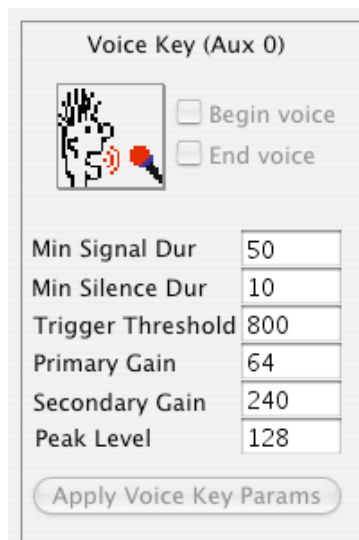 Voice Key (Aux 0)
Begin voice
End voice
Min Signal Dur 50
Min Silence Dur 10
Trigger Threshold 800
Primary Gain 64
Secondary Gain 240
Peak Level 128
Apply Voice Key Params